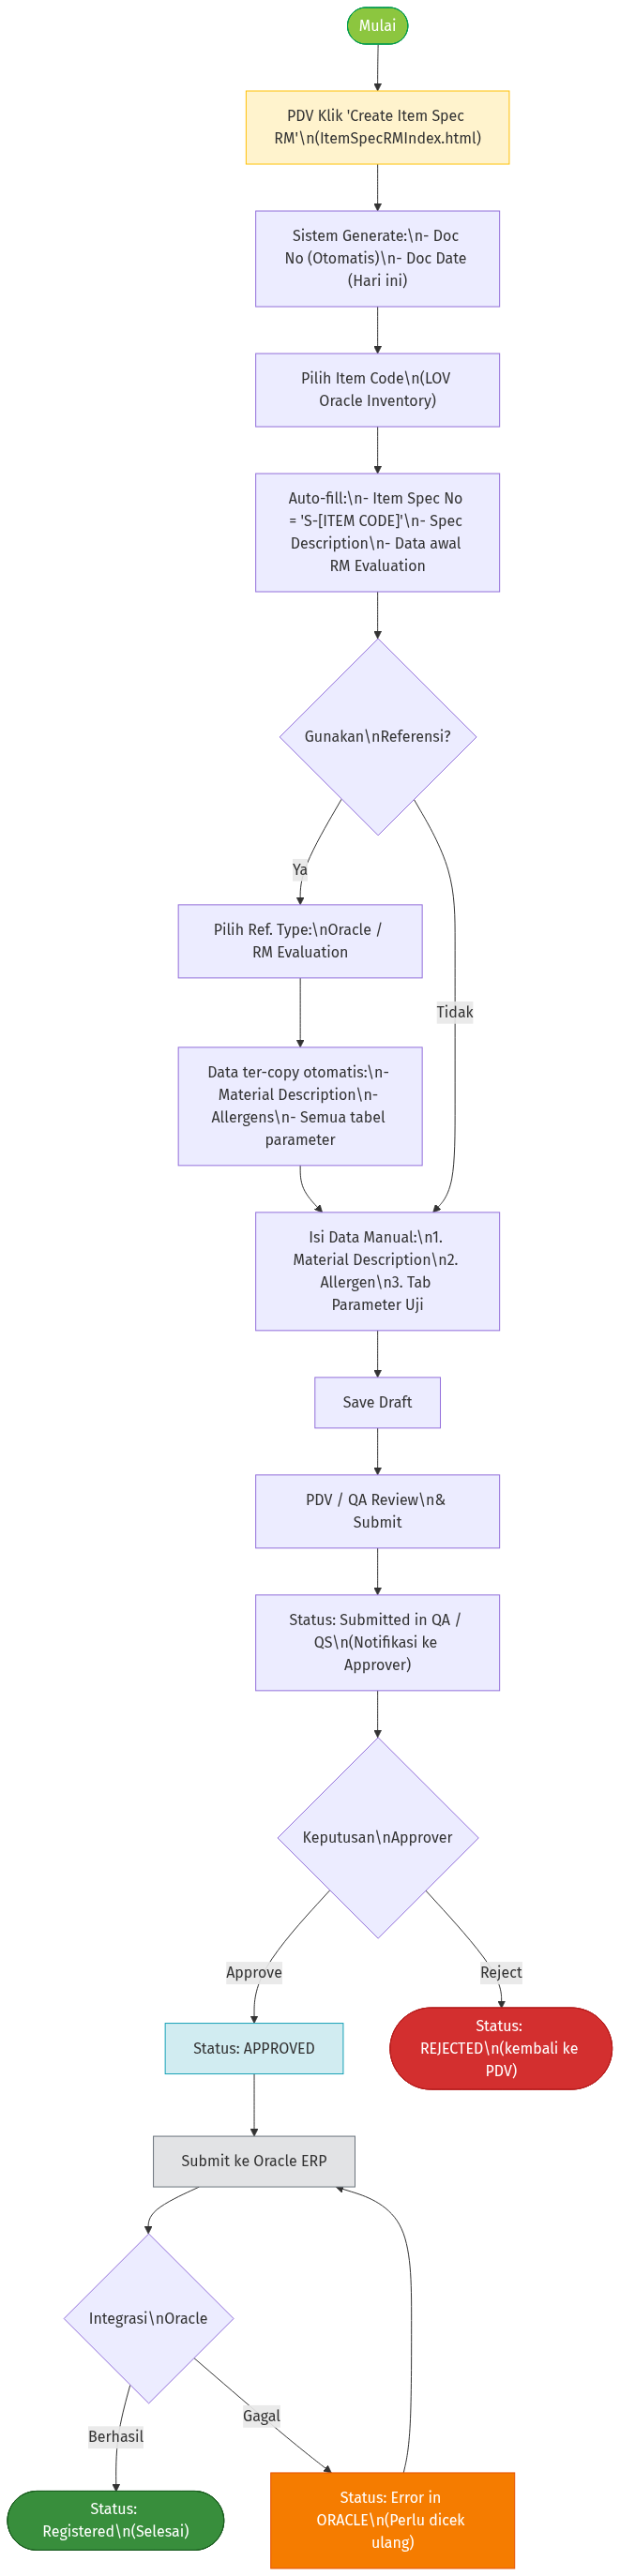 Mulai
PDV Klik 'Create Item Spec
RM'\n(ItemSpecRMIndex.html)
Sistem Generate:\n- Doc
No (Otomatis)\n- Doc Date
(Hari ini)
Pilih Item Code\n(LOV
Oracle Inventory)
Auto-fill:\n- Item Spec No
= 'S-[ITEM CODE]'\n- Spec
Description\n- Data awal
RM Evaluation
Gunakan\nReferensi?
Ya
Pilih Ref. Type:\nOracle /
RM Evaluation
Tidak
Data ter-copy otomatis:\n-
Material Description\n-
Allergens\n- Semua tabel
parameter
Isi Data Manual:\n1.
Material Description\n2.
Allergen\n3. Tab
Parameter Uji
Save Draft
PDV / QA Review\n&
Submit
Status: Submitted in QA /
QS\n(Notifikasi ke
Approver)
Keputusan\nApprover
Approve
Reject
Status: APPROVED
Status:
REJECTED\n(kembali ke
PDV)
Submit ke Oracle ERP
Integrasi\nOracle
Berhasil
Gagal
Status:
Registered\n(Selesai)
Status: Error in
ORACLE\n(Perlu dicek
ulang)